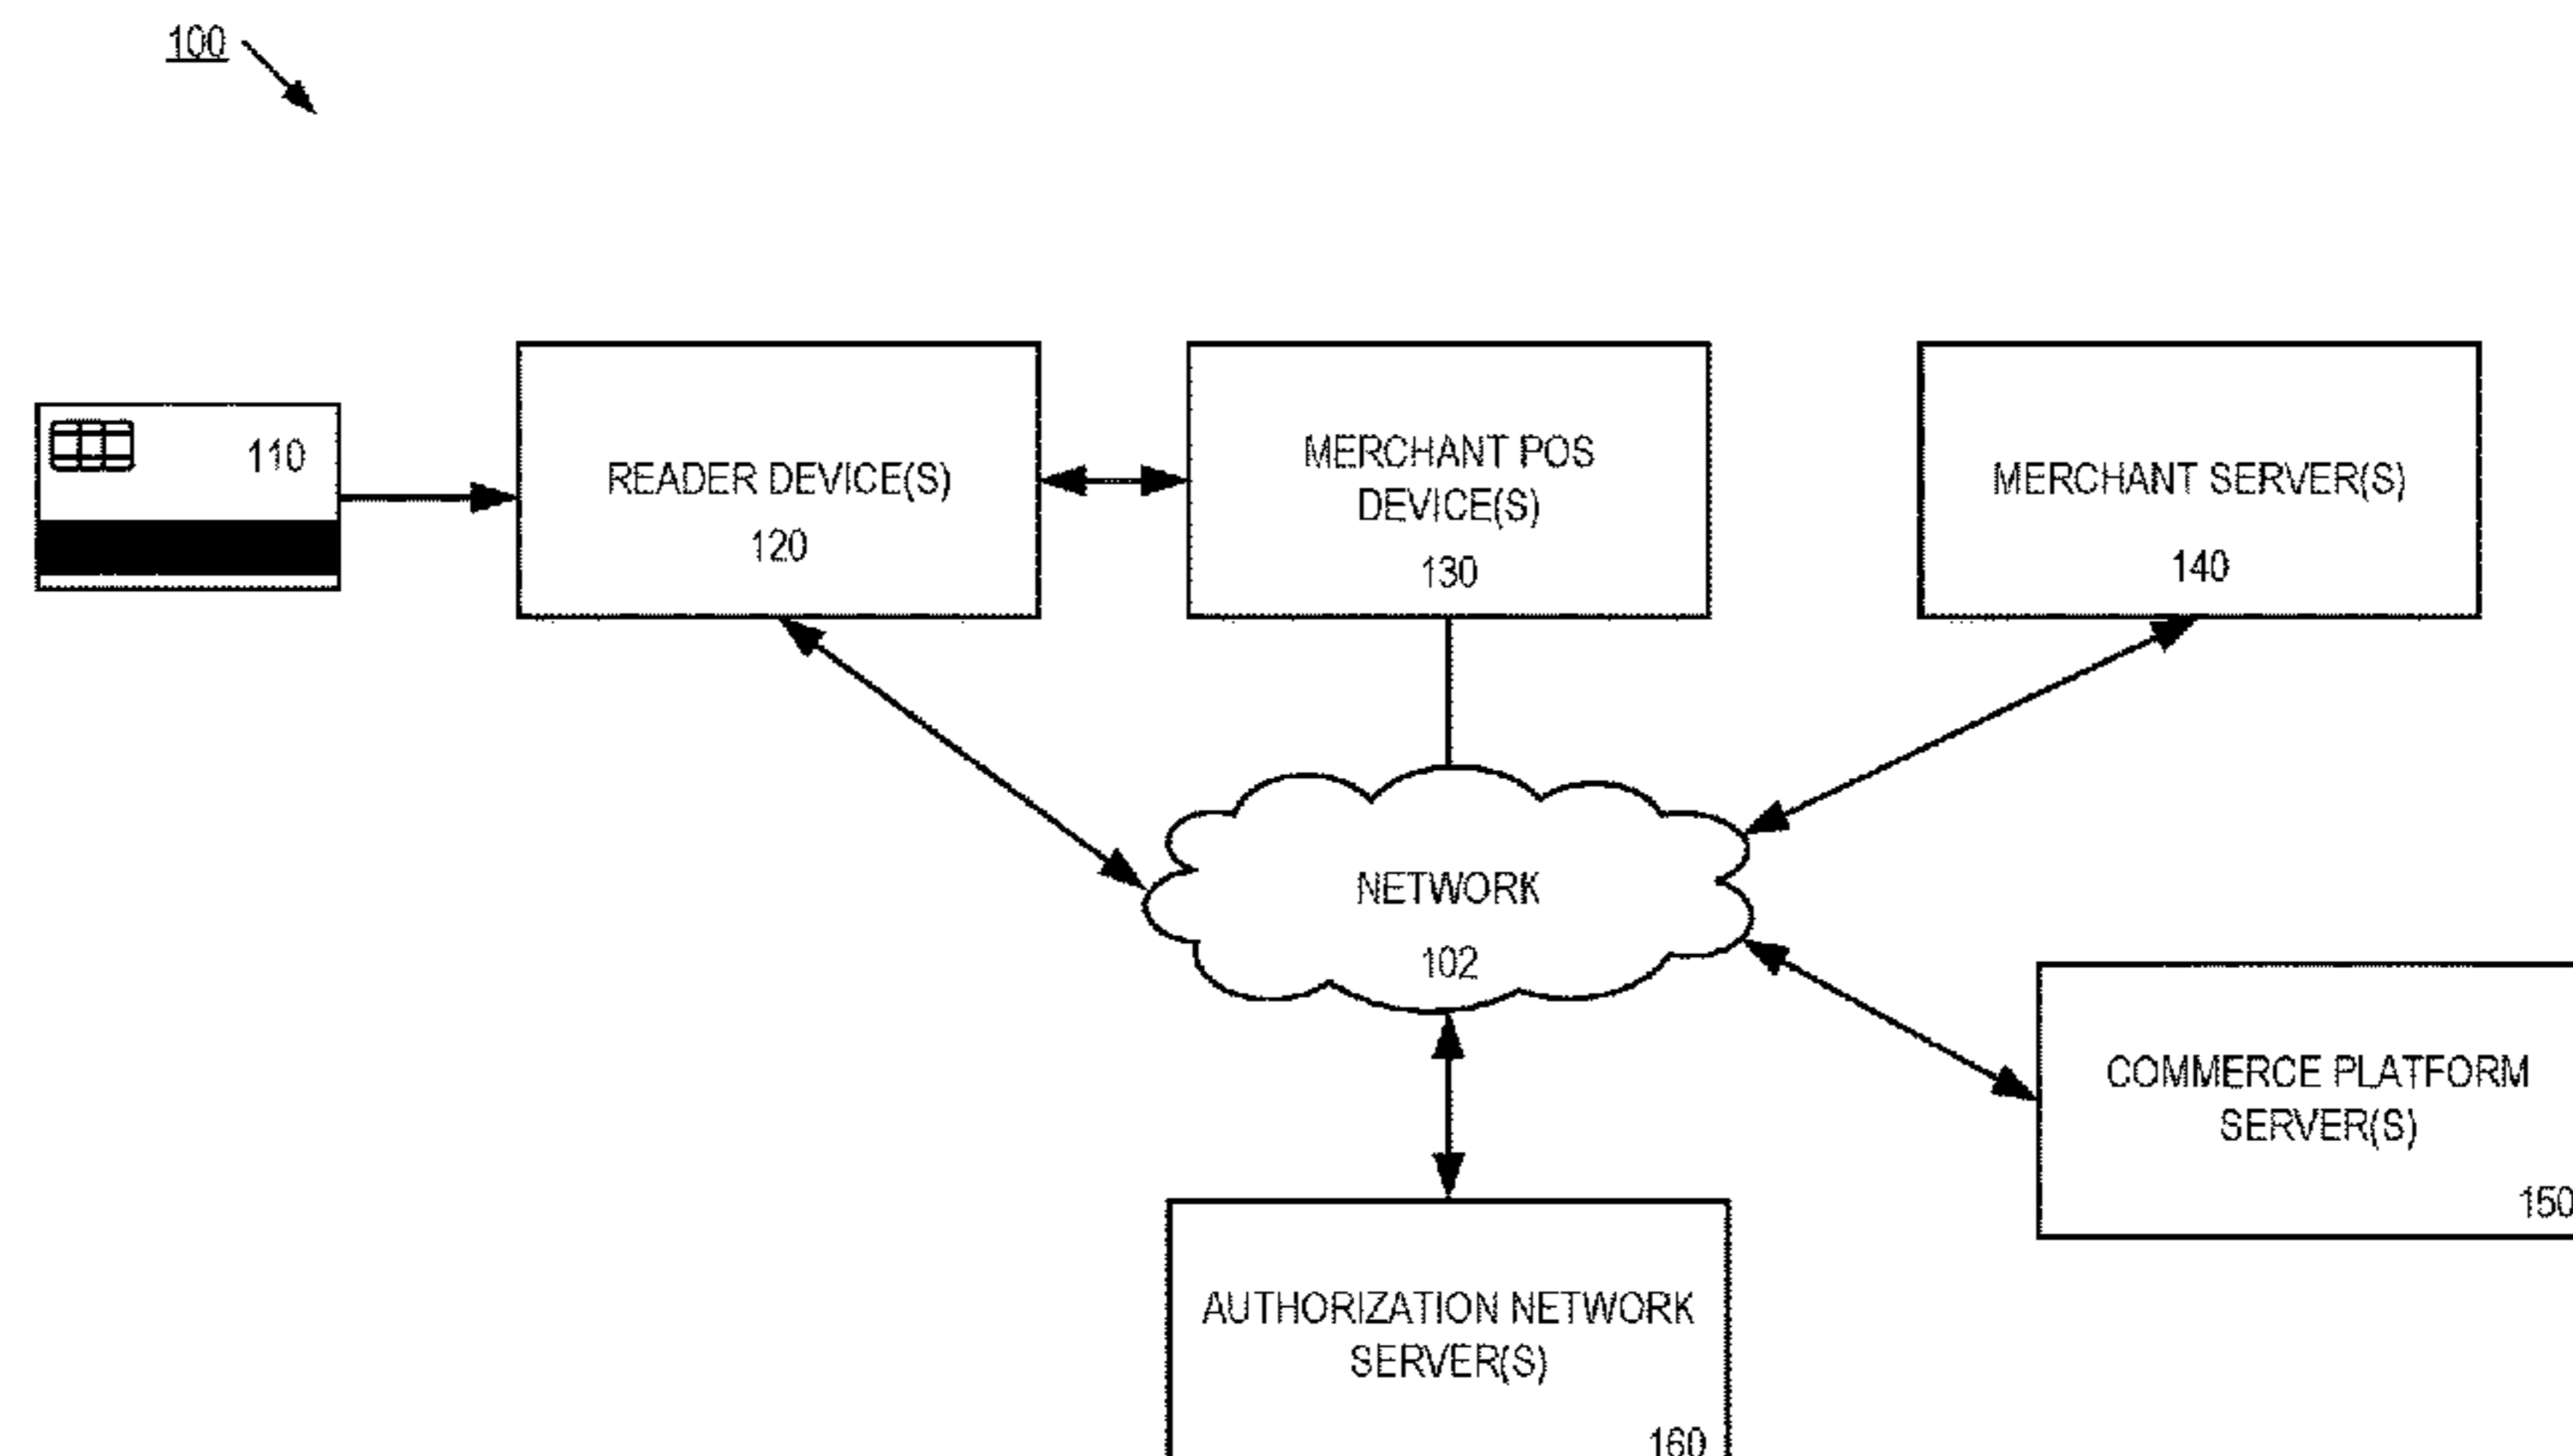 100
110
READER DEVICE(S)
120
MERCHANT POS
DEVICE(S)
130
MERCHANT SERVER(S)
140
NETWORK
102
COMMERCE PLATFORM
SERVER(S)
150
AUTHORIZATION NETWORK
SERVER(S)
160